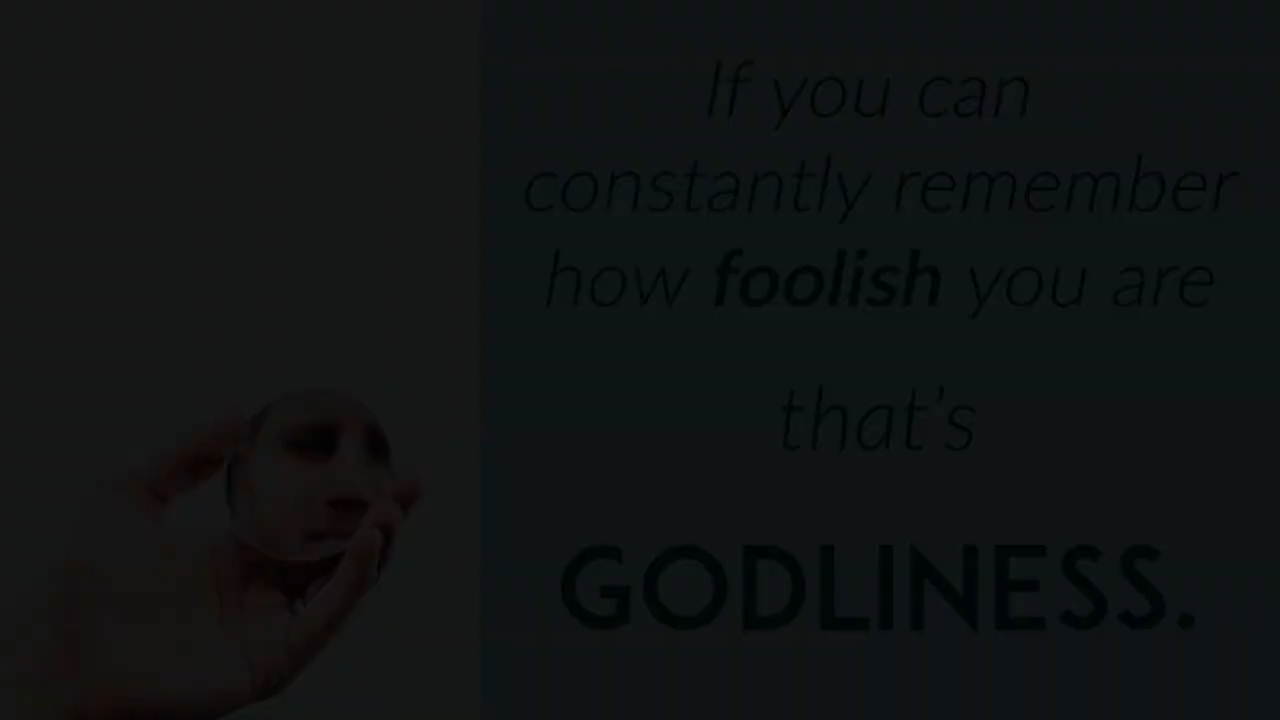 If you can
constantly remember
how foolish you are
that's
GODLINESS.